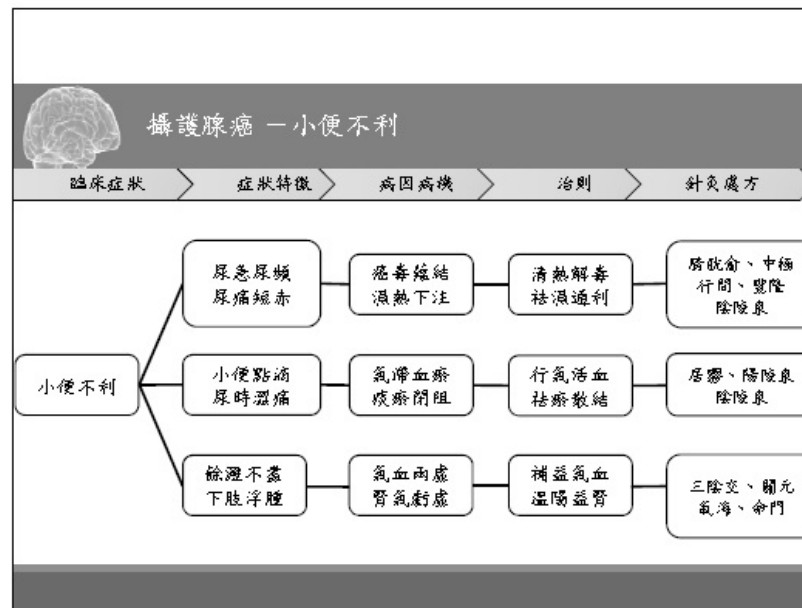 攝護腺癌 －小便不利
臨床症狀
症狀特徵
病因病機
治則
針灸處方
小便不利
尿急尿頻
尿痛短赤
癌毒蘊結
濕熱下注
清熱解毒
祛濕通利
膀胱俞、中極
行間、豐隆
陰陵泉
小便點滴
尿時澀痛
氣滯血瘀
痰瘀閉阻
行氣活血
祛瘀散結
居髎、陽陵泉
陰陵泉
餘瀝不盡
下肢浮腫
氣血兩虛
腎氣虧虛
補益氣血
溫陽益腎
三陰交、關元
氣海、命門